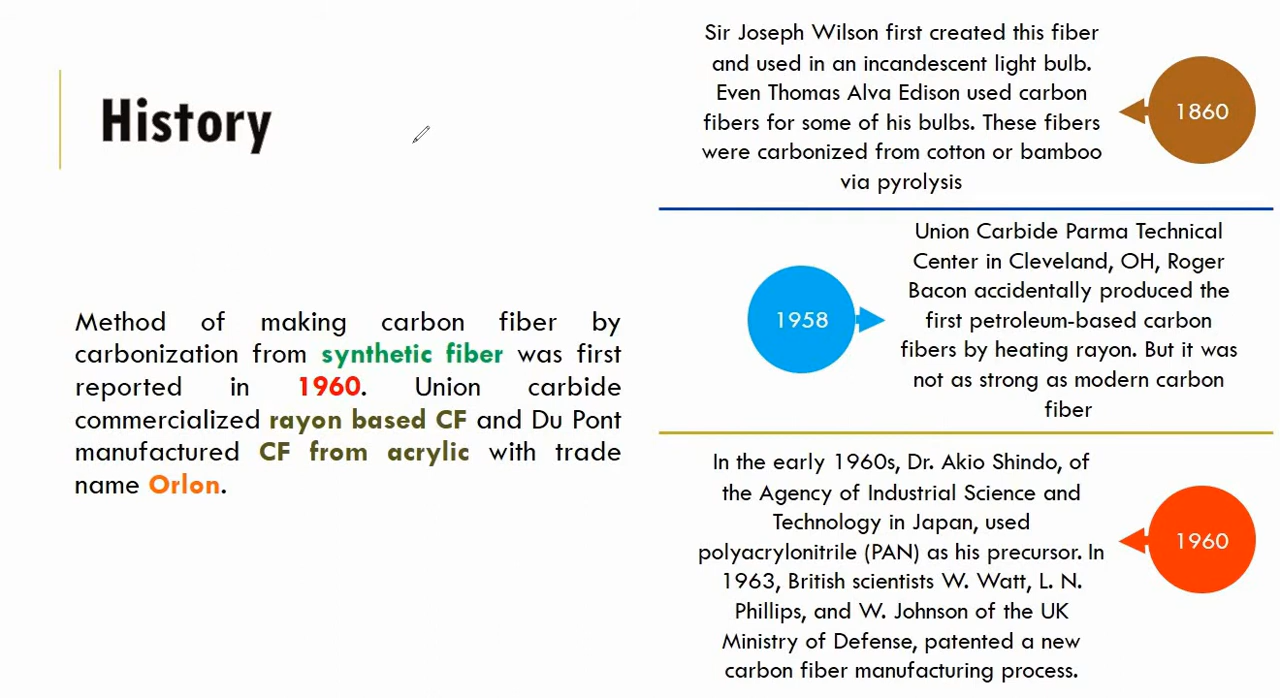 History
Method of making carbon fiber by
carbonization from synthetic fiber was first
reported in 1960. Union carbide
commercialized rayon based CF and Du Pont
manufactured CF from acrylic with trade
name Orlon.
Sir Joseph Wilson first created this fiber
and used in an incandescent light bulb.
Even Thomas Alva Edison used carbon
fibers for some of his bulbs. These fibers
were carbonized from cotton or bamboo
via pyrolysis
1860
1958
Union Carbide Parma Technical
Center in Cleveland, OH, Roger
Bacon accidentally produced the
first petroleum-based carbon
fibers by heating rayon. But it was
not as strong as modern carbon
fiber
In the early 1960s, Dr. Akio Shindo, of
the Agency of Industrial Science and
Technology in Japan, used
polyacrylonitrile (PAN) as his precursor. In
1963, British scientists W. Watt, L. N.
Phillips, and W. Johnson of the UK
Ministry of Defense, patented a new
carbon fiber manufacturing process.
1960